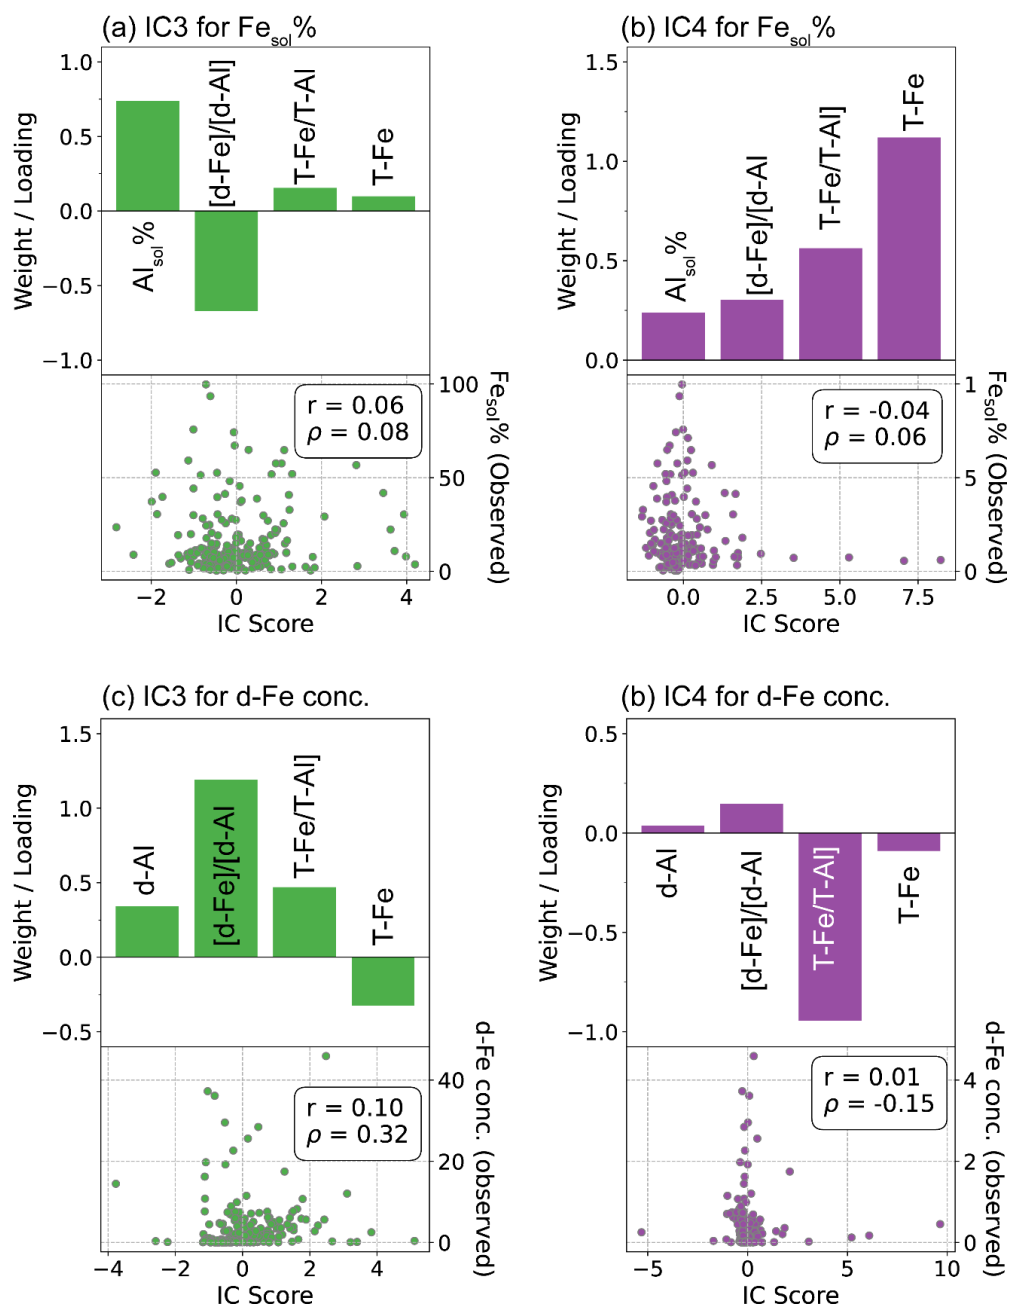 (a) IC3 for Fesol%
Weight / Loading
1.0
0.5
0.0
−0.5
−1.0
Alsol%
[d-Fe]/[d-Al]
T-Fe/T-Al
T-Fe
r = 0.06
ρ = 0.08
100
50
0
Fesol% (Observed)
−2
0
2
4
IC Score
(b) IC4 for Fesol%
Weight / Loading
1.5
1.0
0.5
0.0
Alsol%
[d-Fe]/[d-Al
T-Fe/T-Al]
T-Fe
r = -0.04
ρ = 0.06
1
5
0
Fesol% (Observed)
0.0
2.5
5.0
7.5
IC Score
(c) IC3 for d-Fe conc.
Weight / Loading
1.5
1.0
0.5
0.0
−0.5
d-Al
[d-Fe]/[d-Al
T-Fe/T-Al]
T-Fe
r = 0.10
ρ = 0.32
40
20
0
d-Fe conc. (observed)
−4
−2
0
2
4
IC Score
(b) IC4 for d-Fe conc.
Weight / Loading
0.5
0.0
−0.5
−1.0
d-Al
[d-Fe]/[d-Al
T-Fe/T-Al]
T-Fe
r = 0.01
ρ = -0.15
4
2
0
d-Fe conc. (observed)
−5
0
5
10
IC Score